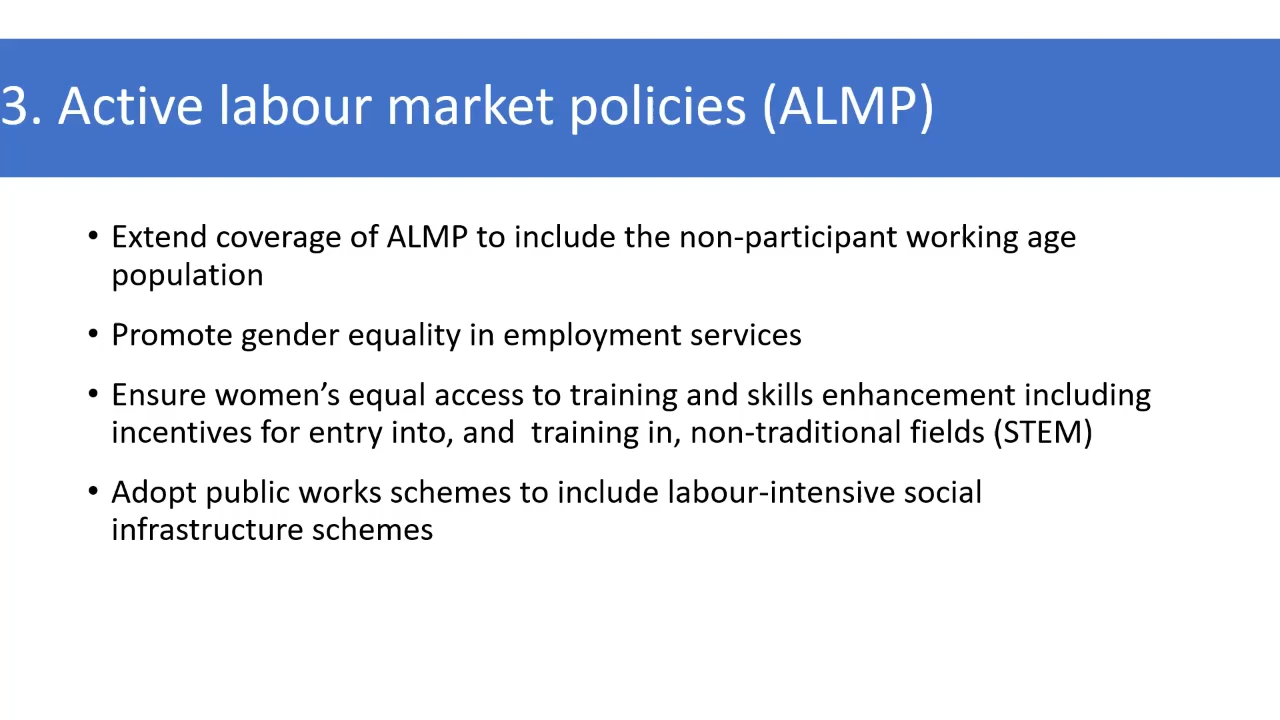 3. Active labour market policies (ALMP)
• Extend coverage of ALMP to include the non-participant working age
population
• Promote gender equality in employment services
• Ensure women’s equal access to training and skills enhancement including
incentives for entry into, and  training in, non-traditional fields (STEM)
• Adopt public works schemes to include labour-intensive social
infrastructure schemes